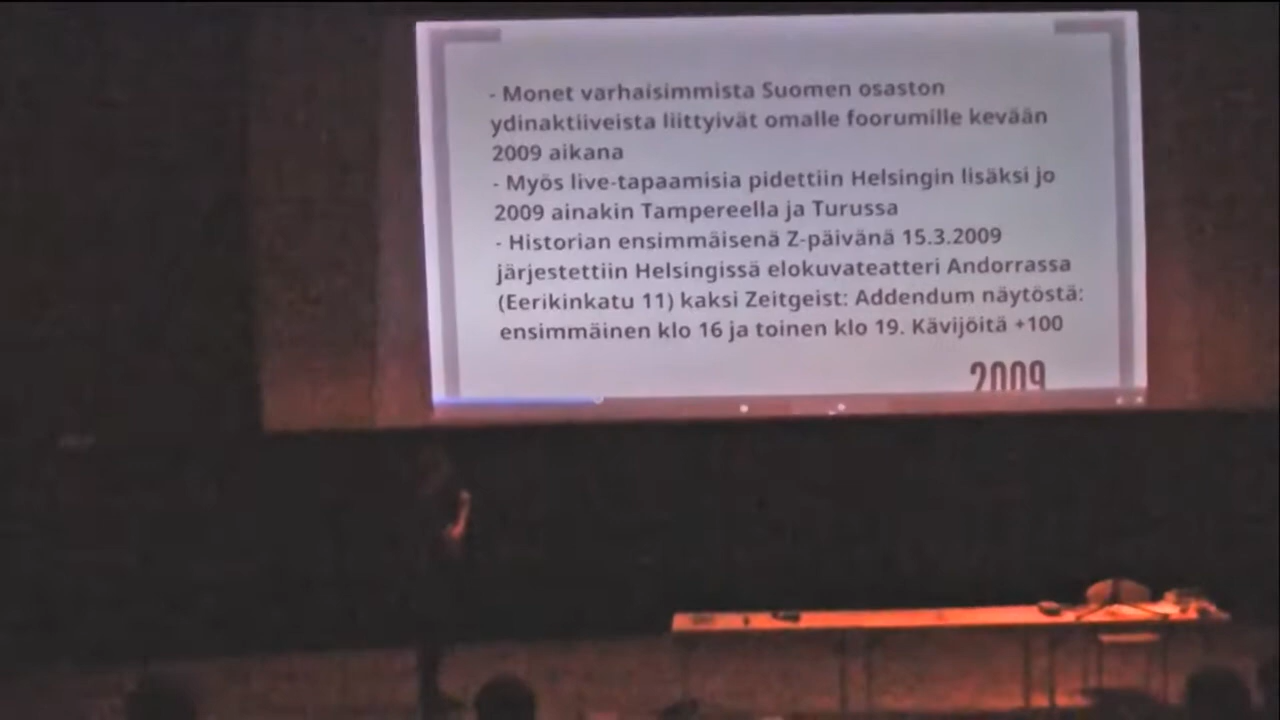 - Monet varhaisimmista Suomen osaston
ydinaktiiveista liittyivät omalle foorumille kevään
2009 aikana
- Myös live-tapaamisia pidettiin Helsingin lisäksi jo
2009 ainakin Tampereella ja Turussa
- Historian ensimmäisenä Z-päivänä 15.3.2009
järjestettiin Helsingissä elokuvateatteri Andorrassa
(Eerikinkatu 11) kaksi Zeitgeist: Addendum näytöstä:
ensimmäinen klo 16 ja toinen klo 19. Kävijöitä +100
2009